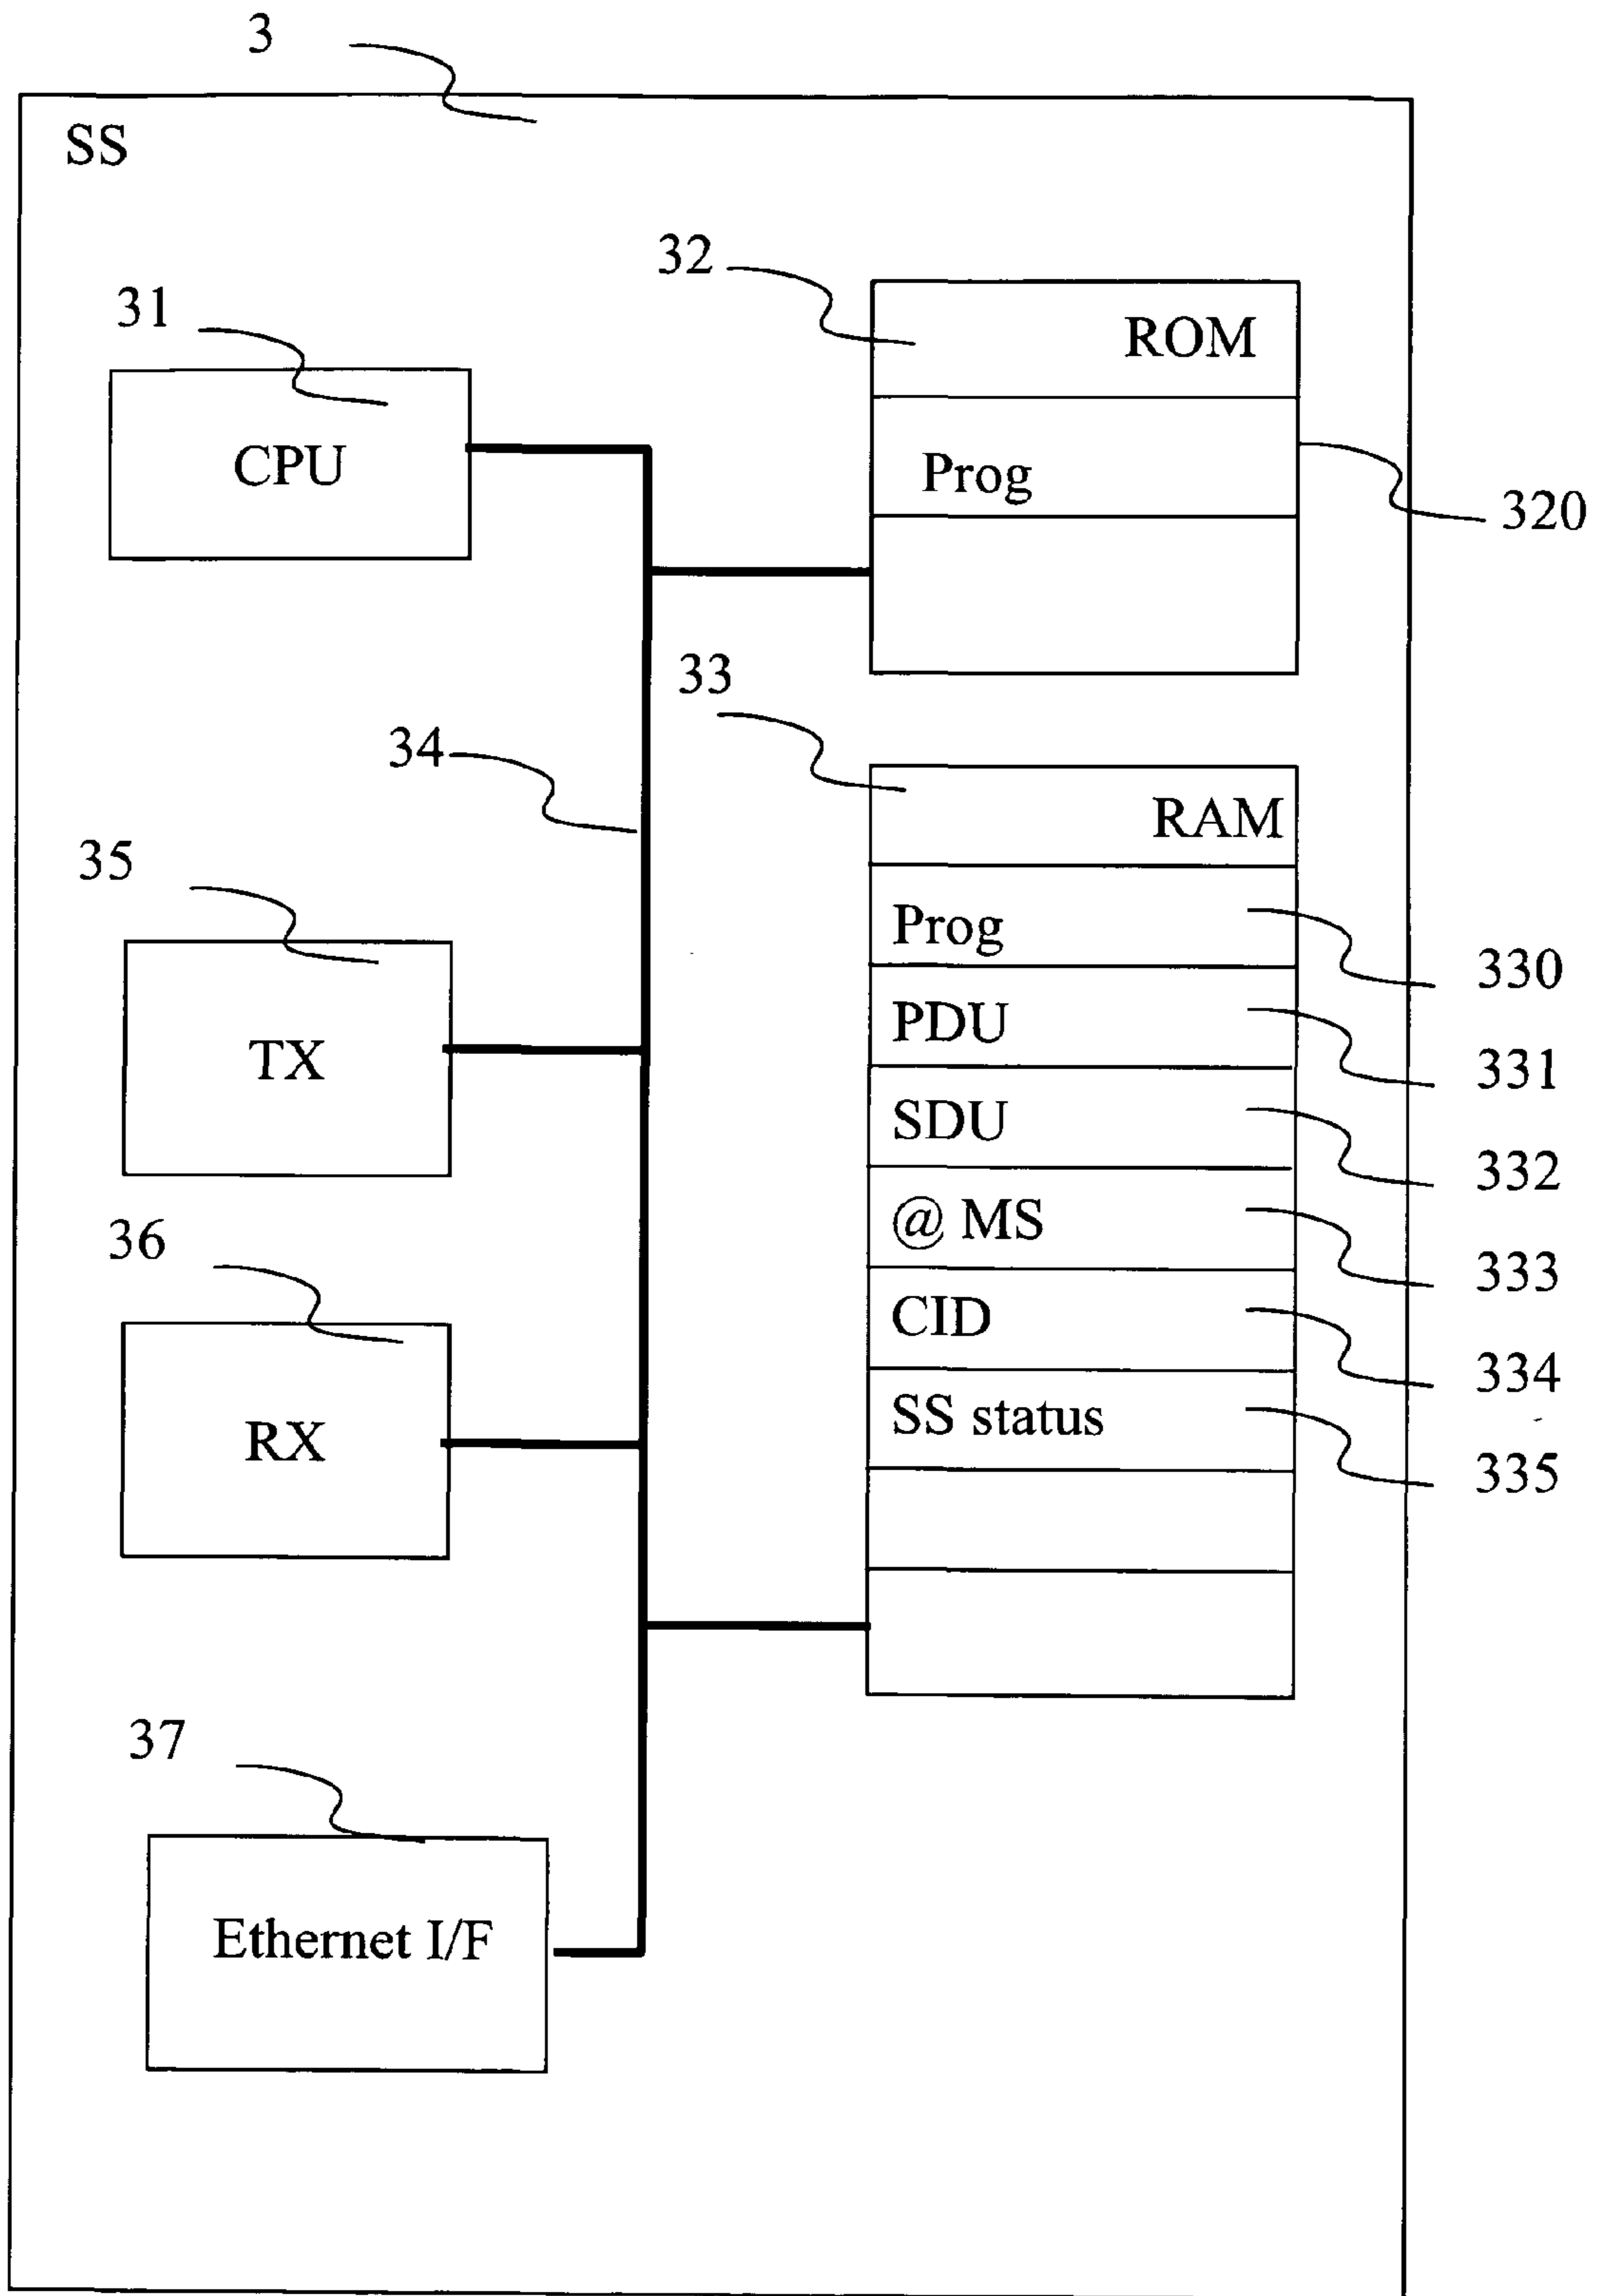 3
SS
32
ROM
31
CPU
Prog
320
33
34
RAM
35
Prog
330
PDU
331
TX
SDU
332
36
@ MS
333
CID
334
RX
SS status
335
37
Ethernet I/F